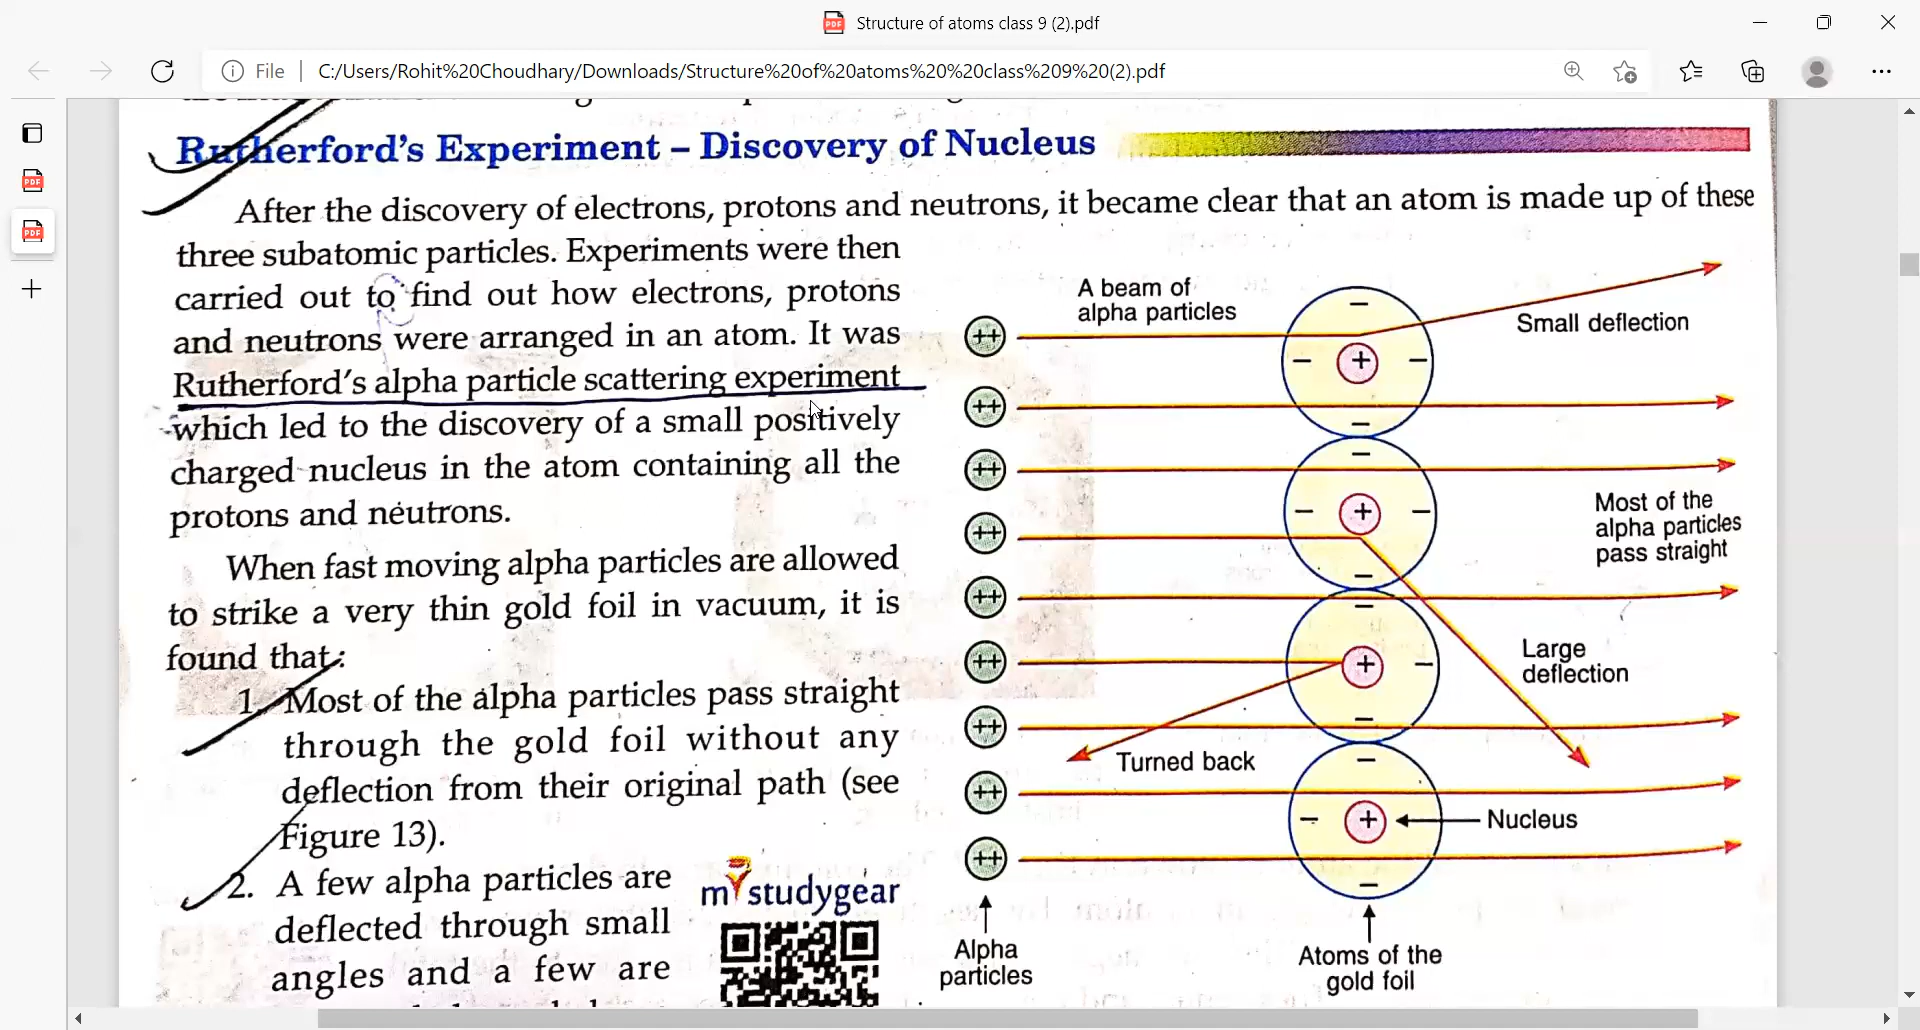 Structure of atoms class 9 (2).pdf
File
C:/Users/Rohit%20Choudhary/Downloads/Structure%20of%20atoms%20%20class%209%20(2).pdf
Rutherford's Experiment – Discovery of Nucleus
After the discovery of electrons, protons and neutrons, it became clear that an atom is made up of these
three subatomic particles. Experiments were then
carried out to find out how electrons, protons
and neutrons were arranged in an atom. It was
Rutherford's alpha particle scattering experiment
which led to the discovery of a small positively
charged nucleus in the atom containing all the
protons and neutrons.
When fast moving alpha particles are allowed
to strike a very thin gold foil in vacuum, it is
found that:
1. Most of the alpha particles pass straight
through the gold foil without any
deflection from their original path (see
Figure 13).
2. A few alpha particles are
deflected through small
angles and a few are
mystudygear
A beam of
alpha particles
Small deflection
Most of the
alpha particles
pass straight
Large
deflection
Turned back
Nucleus
Alpha
particles
Atoms of the
gold foil